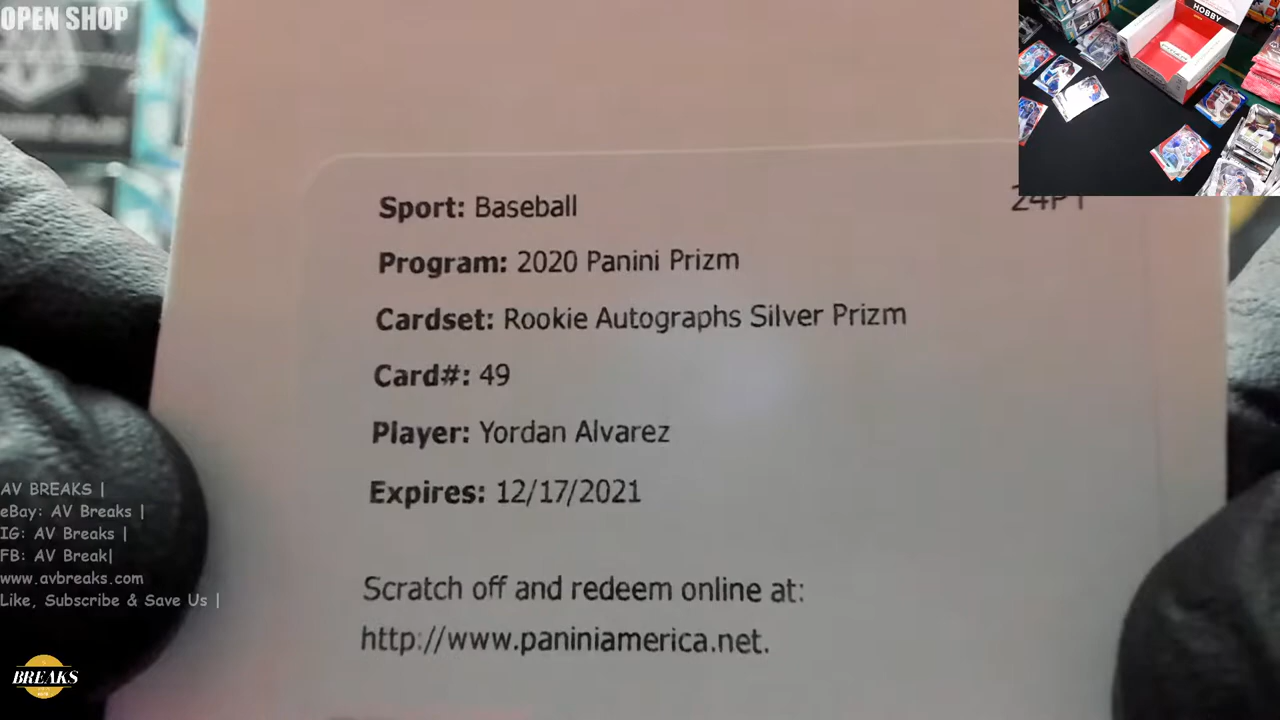 OPEN SHOP
HOBBY
Sport: Baseball
Program: 2020 Panini Prizm
Cardset: Rookie Autographs Silver Prizm
Card#: 49
Player: Yordan Alvarez
Expires: 12/17/2021
Scratch off and redeem online at:
http://www.paniniamerica.net.
AV BREAKS |
eBay: AV Breaks |
IG: AV Breaks |
FB: AV Break|
www.avbreaks.com
Like, Subscribe & Save Us |
BREAKS